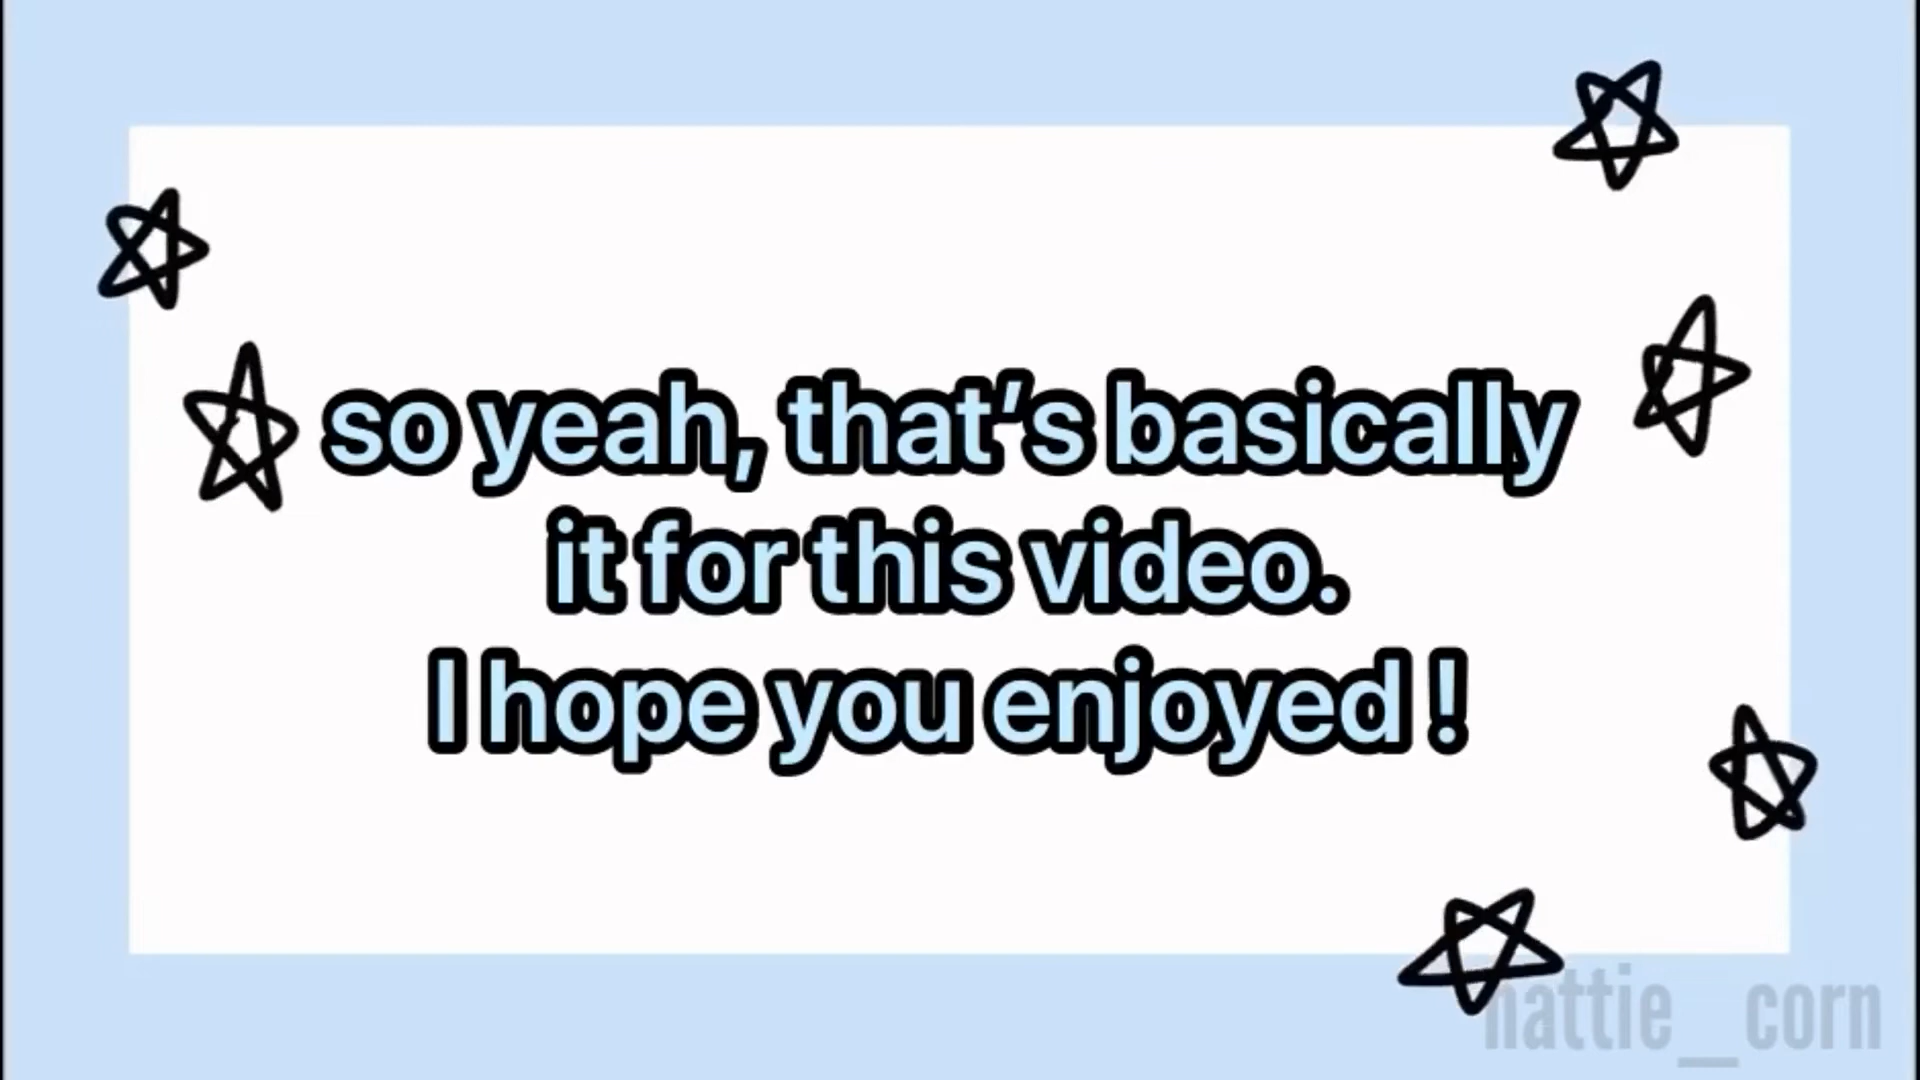 so yeah, that’s basically
it for this video.
I hope you enjoyed !
nattie_corn